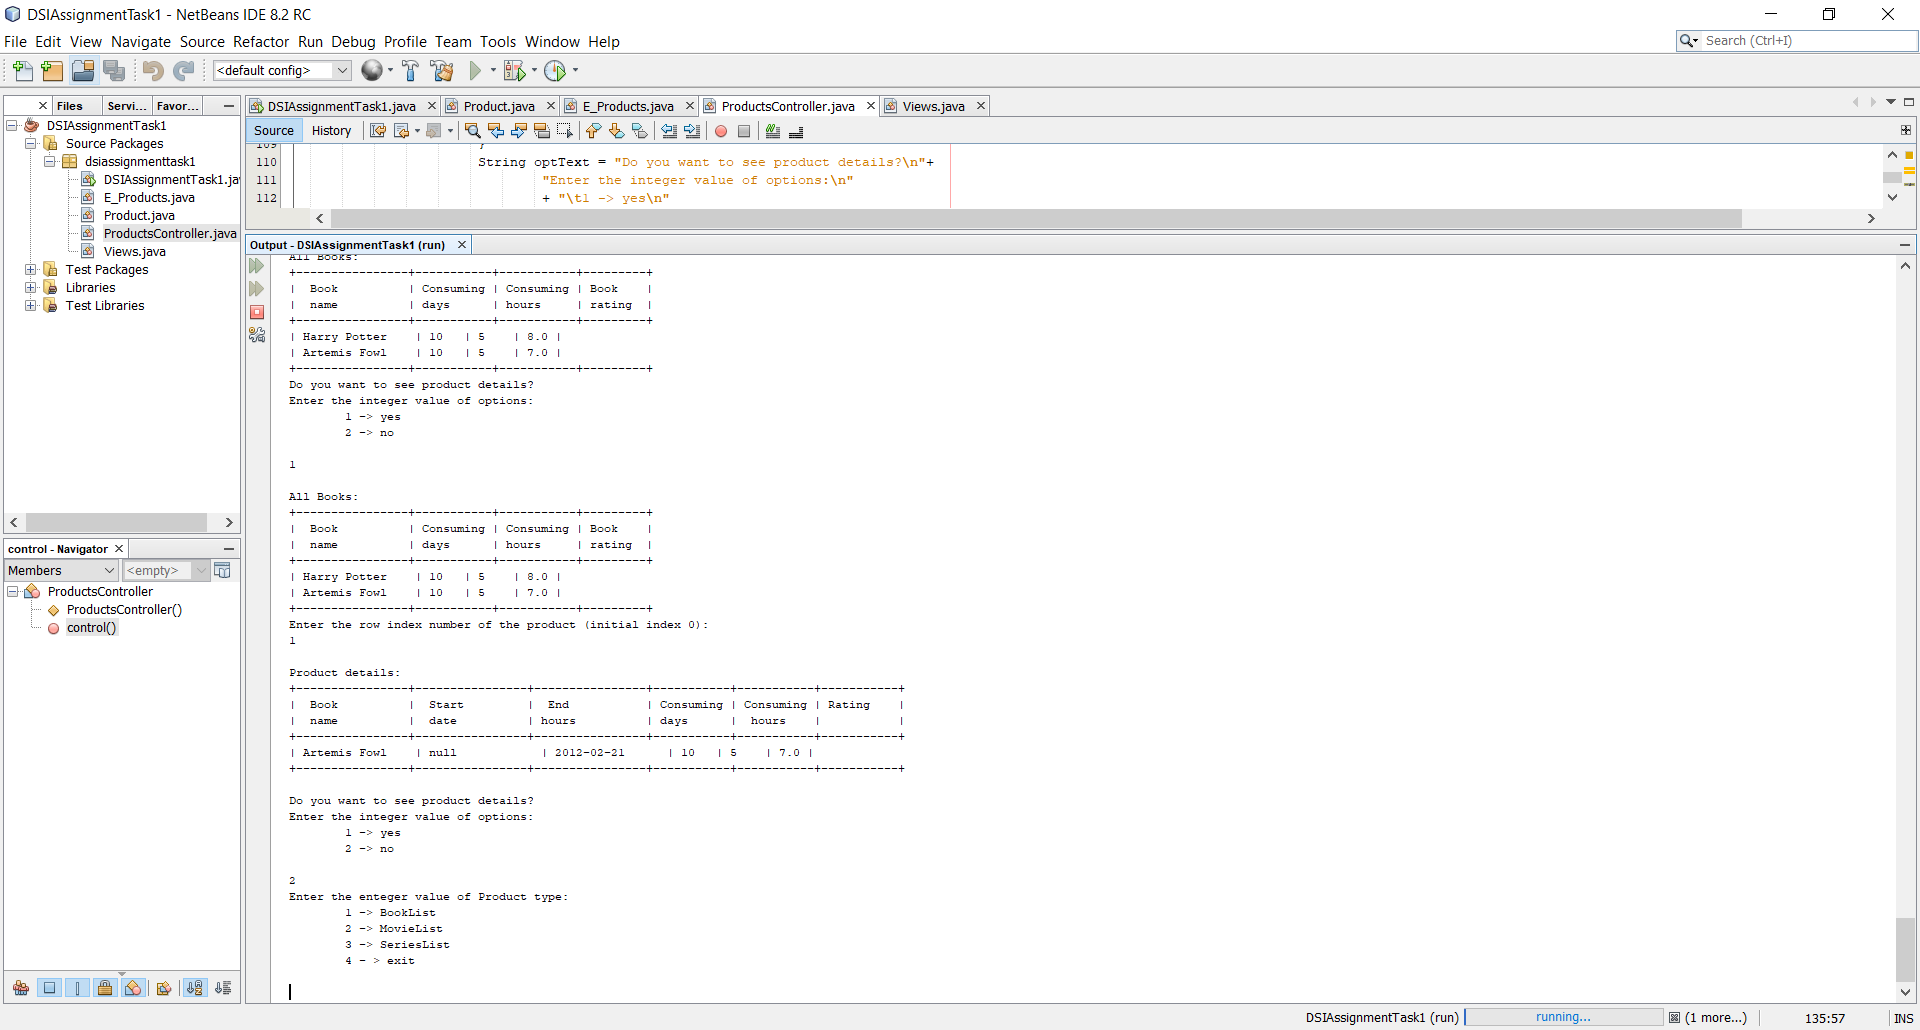 DSIAssignmentTask1 - NetBeans IDE 8.2 RC
File Edit View Navigate Source Refactor Run Debug Profile Team Tools Window Help
Search (Ctrl+I)
<default config>
Files Servi... Favor...
DSIAssignmentTask1
Source Packages
dsiassignmenttask1
DSIAssignmentTask1.ja
E_Products.java
Product.java
ProductsController.java
Views.java
Test Packages
Libraries
Test Libraries
control - Navigator
Members <empty>
ProductsController
ProductsController()
control()
DSIAssignmentTask1.java Product.java E_Products.java ProductsController.java Views.java
Source History
109 }
110 String optText = "Do you want to see product details?\n"+
111 "Enter the integer value of options:\n"
112 + "\t1 -> yes\n"
Output - DSIAssignmentTask1 (run)
All Books:
+----------------+-----------+-----------+---------+
| Book | Consuming | Consuming | Book |
| name | days | hours | rating |
+----------------+-----------+-----------+---------+
| Harry Potter | 10 | 5 | 8.0 |
| Artemis Fowl | 10 | 5 | 7.0 |
+----------------+-----------+-----------+---------+
Do you want to see product details?
Enter the integer value of options:
1 -> yes
2 -> no
1
All Books:
+----------------+-----------+-----------+---------+
| Book | Consuming | Consuming | Book |
| name | days | hours | rating |
+----------------+-----------+-----------+---------+
| Harry Potter | 10 | 5 | 8.0 |
| Artemis Fowl | 10 | 5 | 7.0 |
+----------------+-----------+-----------+---------+
Enter the row index number of the product (initial index 0):
1
Product details:
+----------------+----------------+----------------+-----------+-----------+-----------+
| Book | Start | End | Consuming | Consuming | Rating |
| name | date | hours | days | hours | |
+----------------+----------------+----------------+-----------+-----------+-----------+
| Artemis Fowl | null | 2012-02-21 | 10 | 5 | 7.0 |
+----------------+----------------+----------------+-----------+-----------+-----------+
Do you want to see product details?
Enter the integer value of options:
1 -> yes
2 -> no
2
Enter the enteger value of Product type:
1 -> BookList
2 -> MovieList
3 -> SeriesList
4 - > exit
DSIAssignmentTask1 (run) running... (1 more...) 135:57 INS